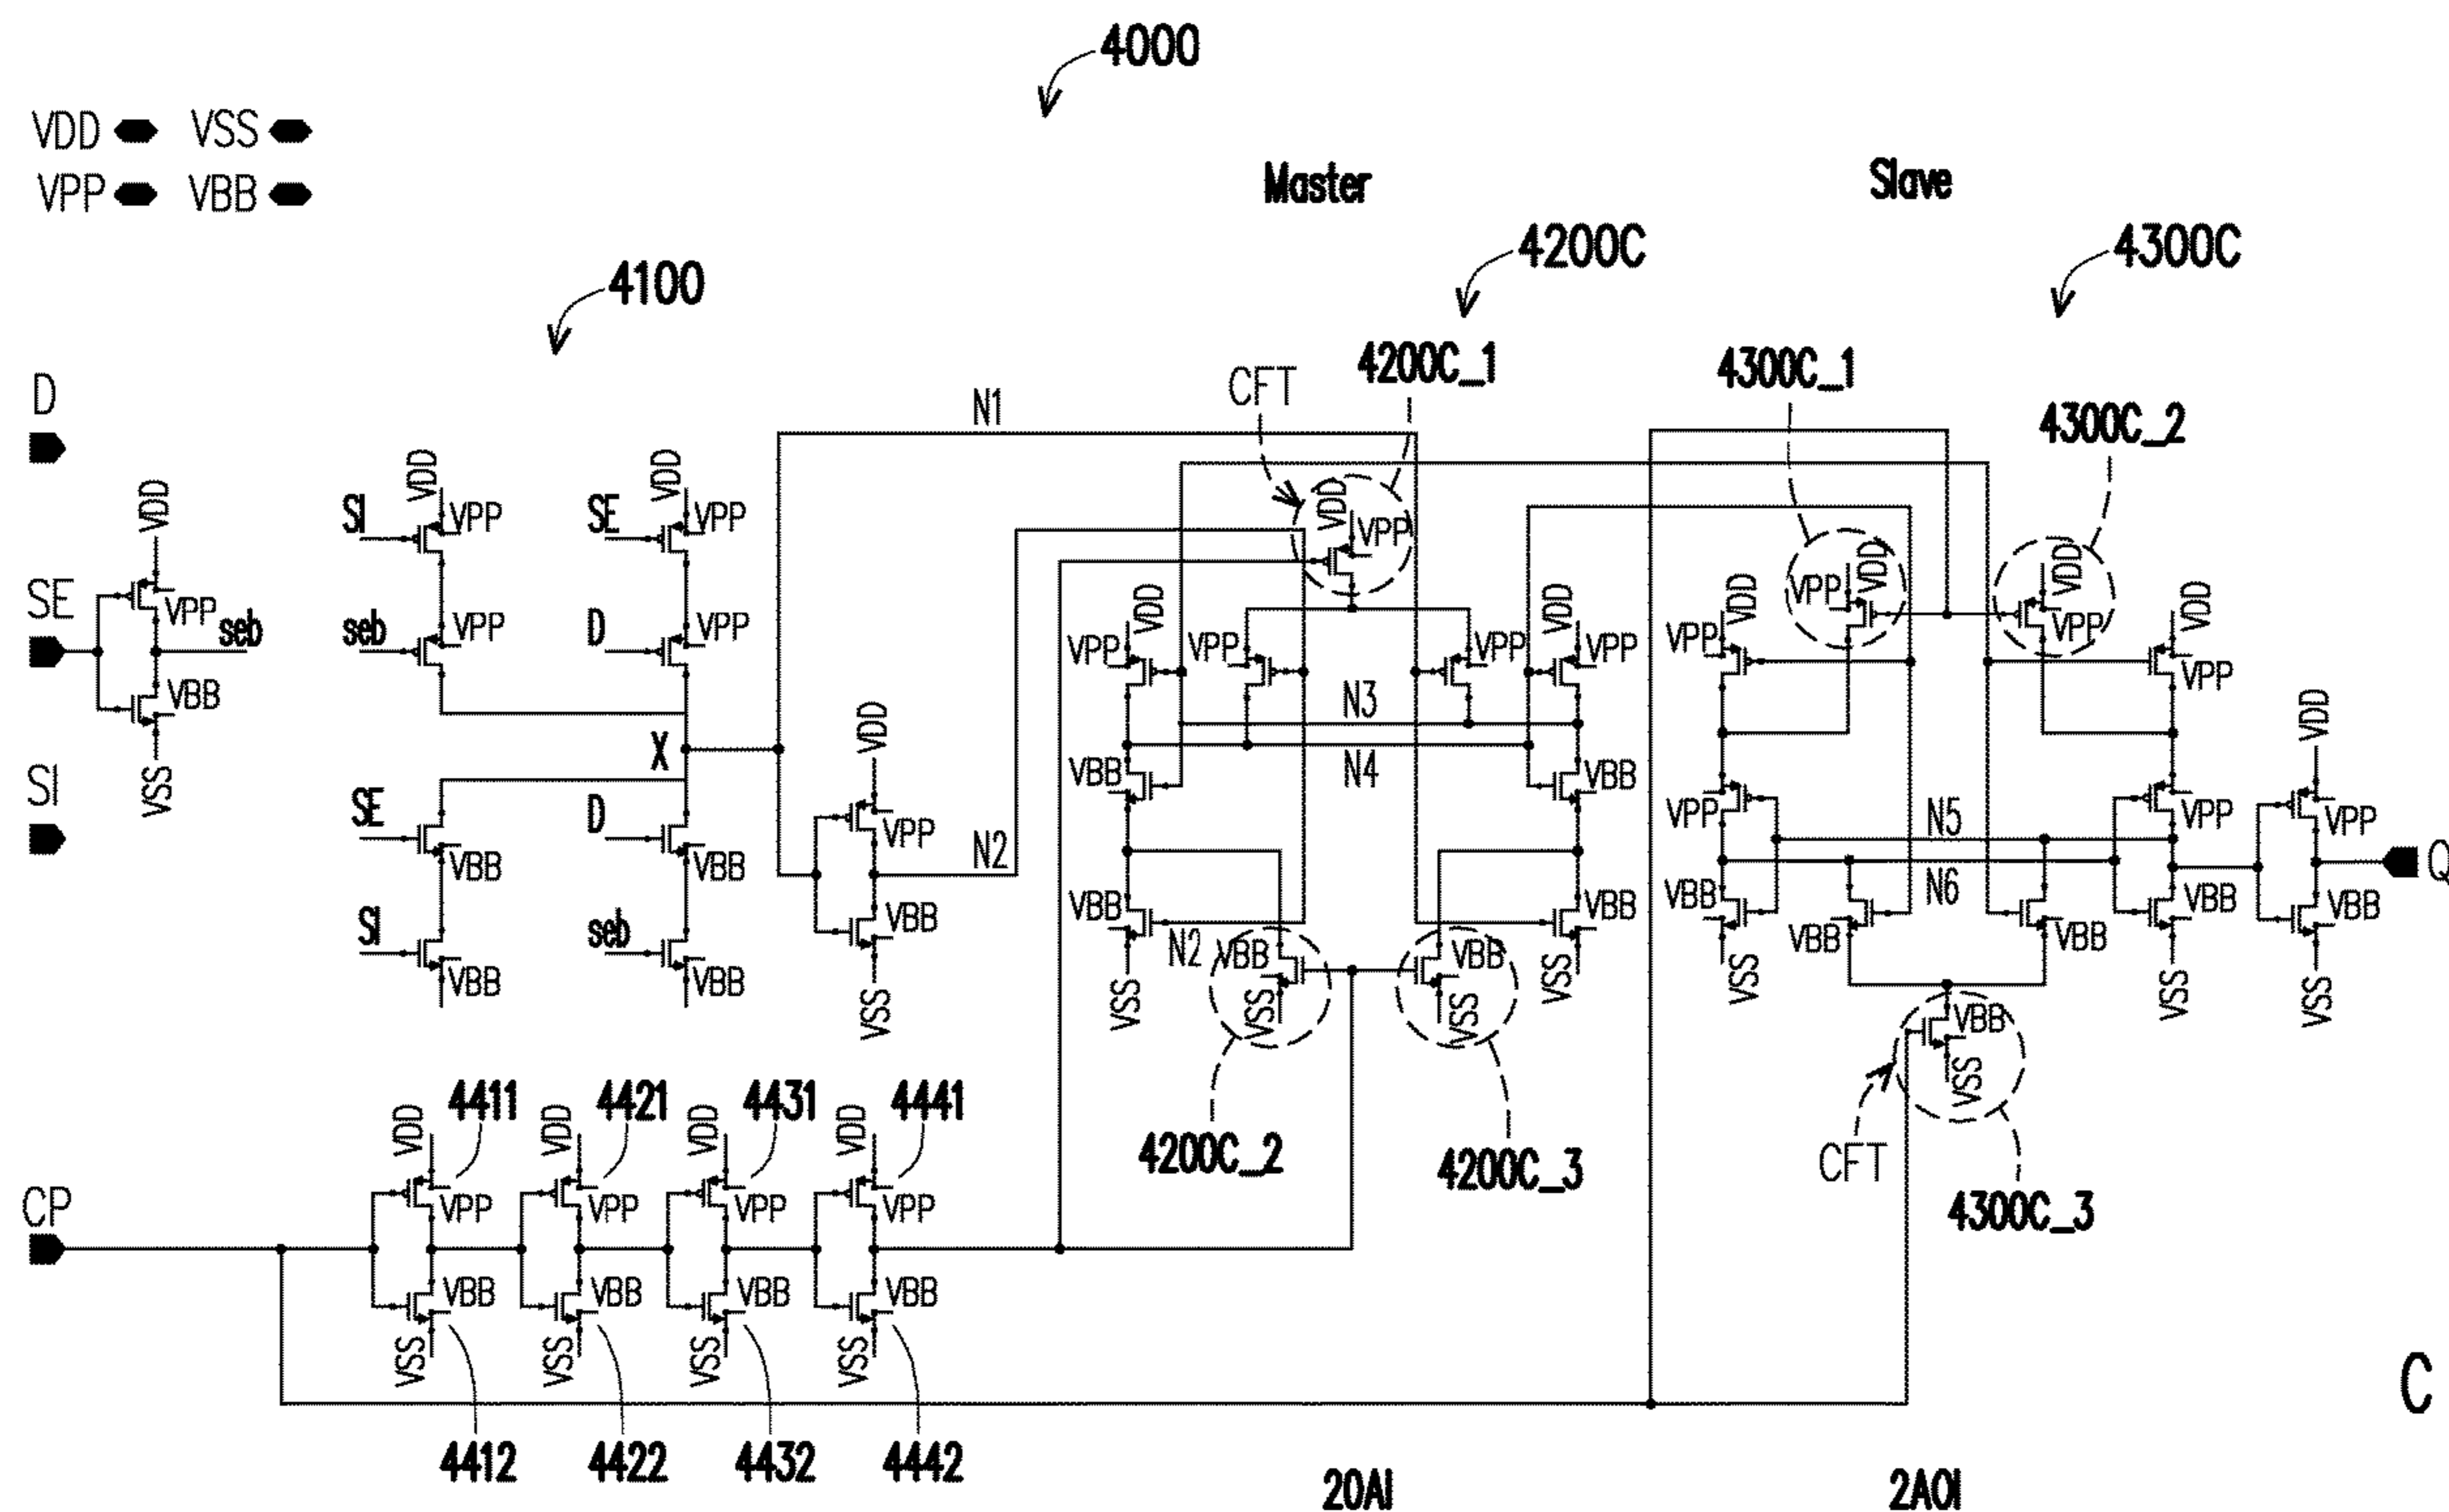 4000
VDD VSS
VPP VBB
Master Slave
4200C 4300C
4100
4200C_1
CFT
4300C_1
4300C_2
D
N1
VDD VDD VDD
SI VPP SE VPP
VDD
VPP
VDD VDD
VPP
SE
VPP
seb
seb VPP D VPP
VDD VPP VPP VPP VDD VPP
VDD VPP VPP VDD
VPP
N3
VBB
VSS
SI
X
VDD
N4
VBB VBB
VDD
SE VBB D VBB
VPP N2
VPP VPP VPP
N5
N6
Q
SI VBB seb VBB
VBB
VSS
VBB N2 VBB VBB VBB
VSS VSS VSS VSS
VBB VBB VBB VBB VBB
VSS VSS VSS
VBB
VSS
4411 4421 4431 4441
VDD VDD VDD VDD
4200C_2 4200C_3
CFT
4300C_3
CP
VPP VPP VPP VPP
VBB VBB VBB VBB
VSS VSS VSS VSS
C
4412 4422 4432 4442
2OAI 2AOI